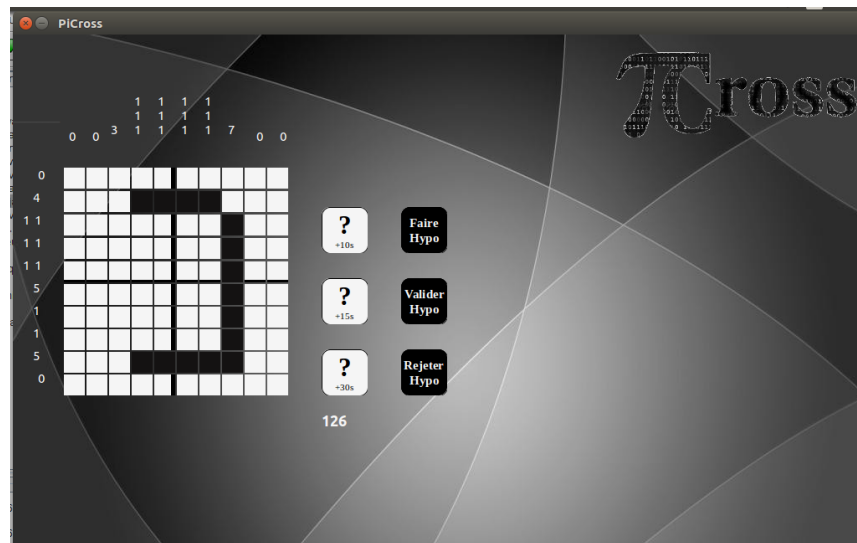 PiCross
πCross
1 1 1 1
1 1 1 1
0 0 3 1 1 1 1 7 0 0
0
4
1 1
1 1
1 1
5
1
1
5
0
?
+10s
Faire
Hypo
?
+15s
Valider
Hypo
?
+30s
Rejeter
Hypo
126